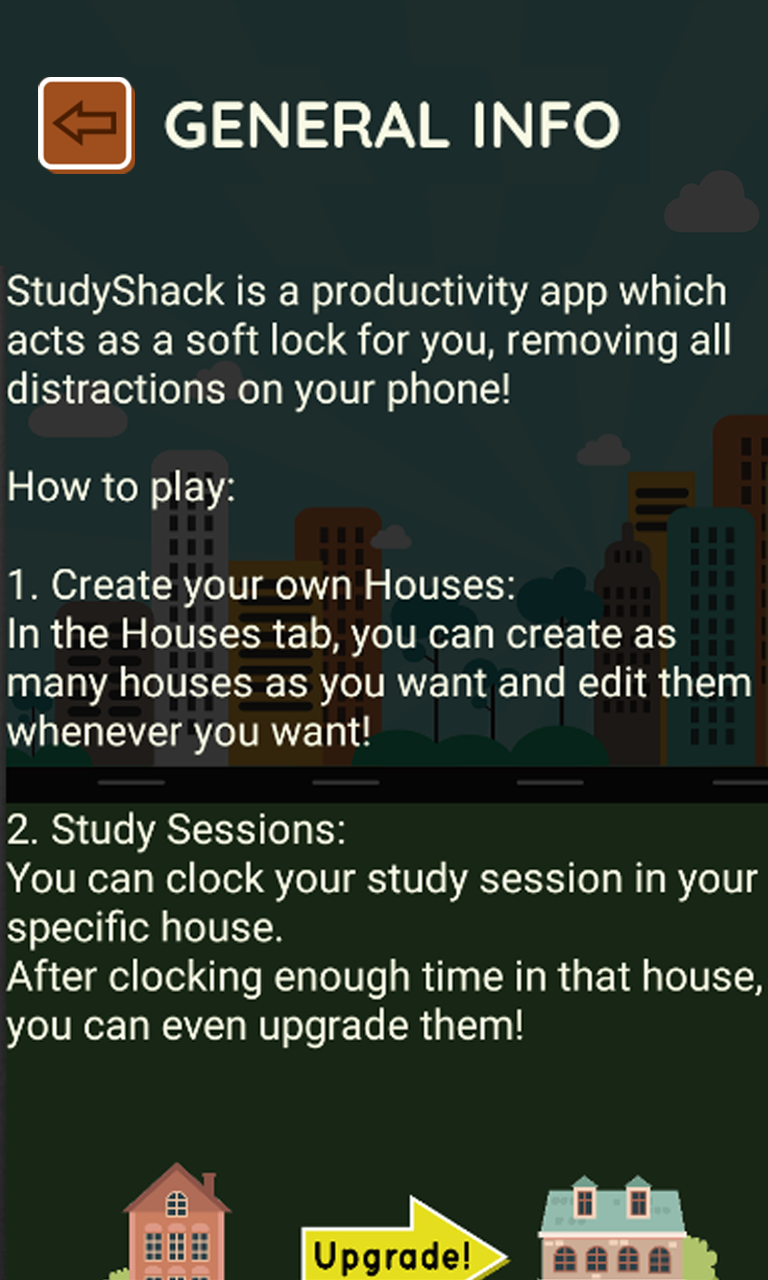 GENERAL INFO
StudyShack is a productivity app which
acts as a soft lock for you, removing all
distractions on your phone!
How to play:
1. Create your own Houses:
In the Houses tab, you can create as
many houses as you want and edit them
whenever you want!
2. Study Sessions:
You can clock your study session in your
specific house.
After clocking enough time in that house,
you can even upgrade them!
Upgrade!